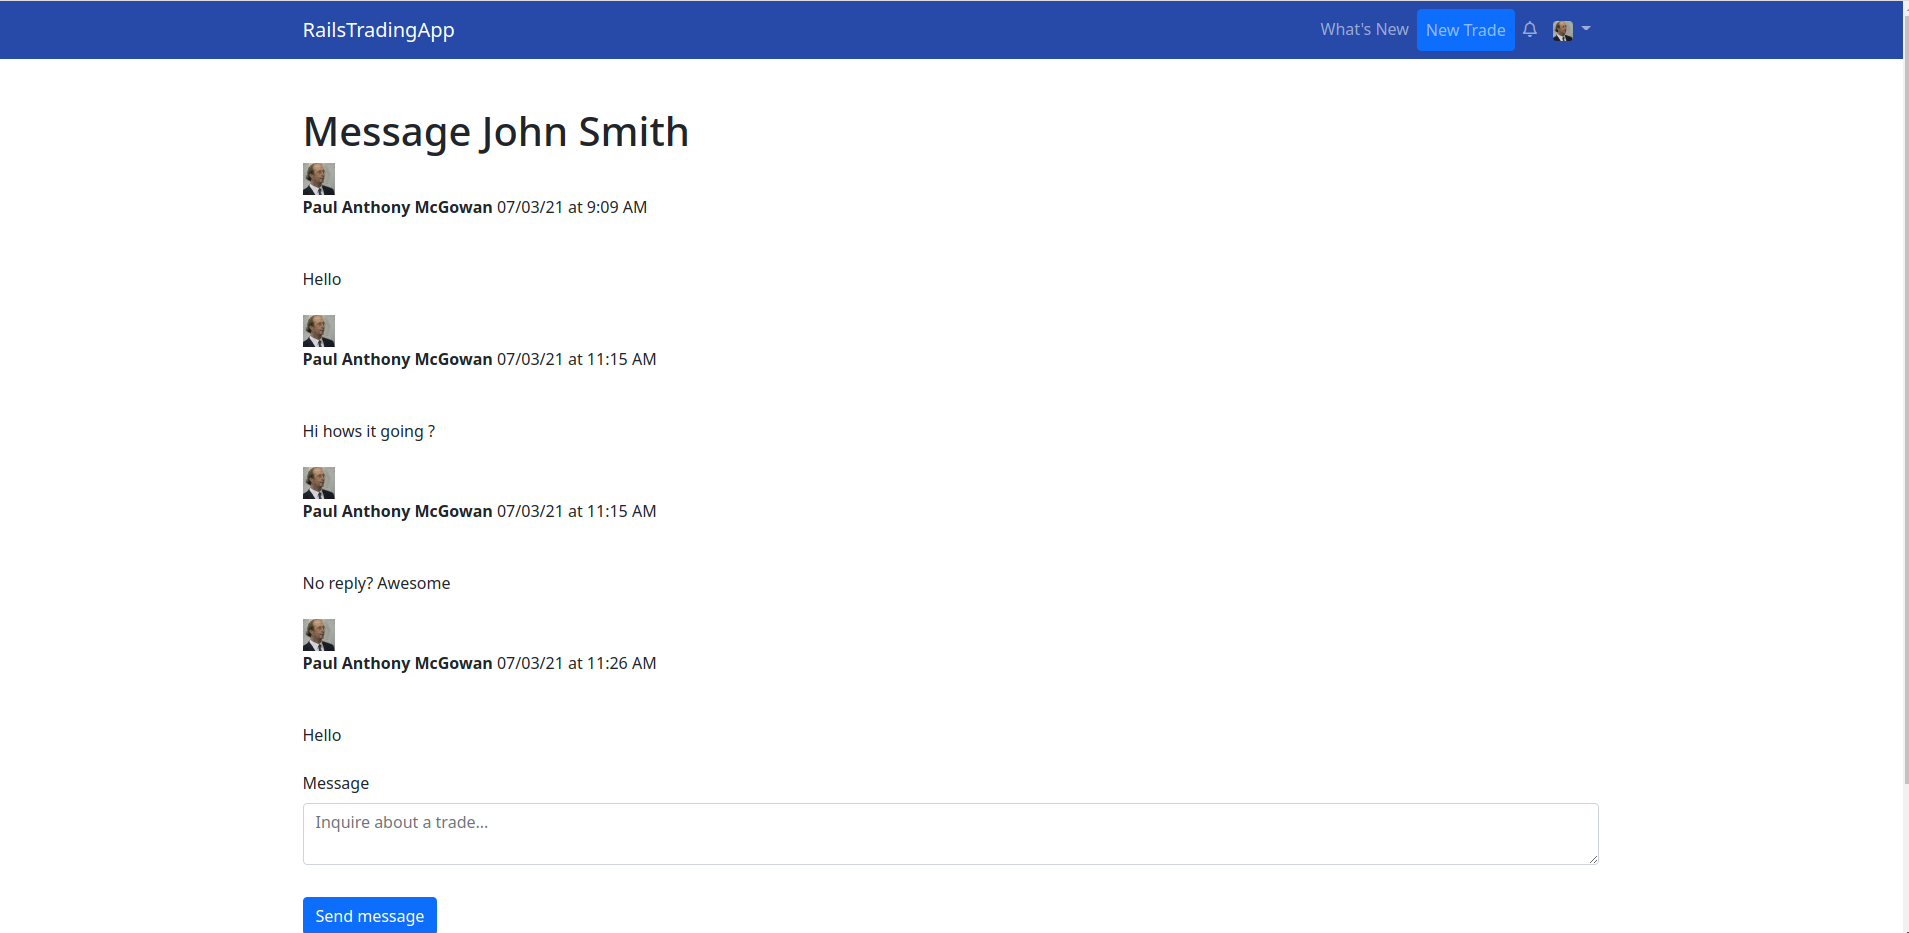 RailsTradingApp What's New New Trade
Message John Smith
Paul Anthony McGowan 07/03/21 at 9:09 AM
Hello
Paul Anthony McGowan 07/03/21 at 11:15 AM
Hi hows it going ?
Paul Anthony McGowan 07/03/21 at 11:15 AM
No reply? Awesome
Paul Anthony McGowan 07/03/21 at 11:26 AM
Hello
Message
Inquire about a trade...
Send message